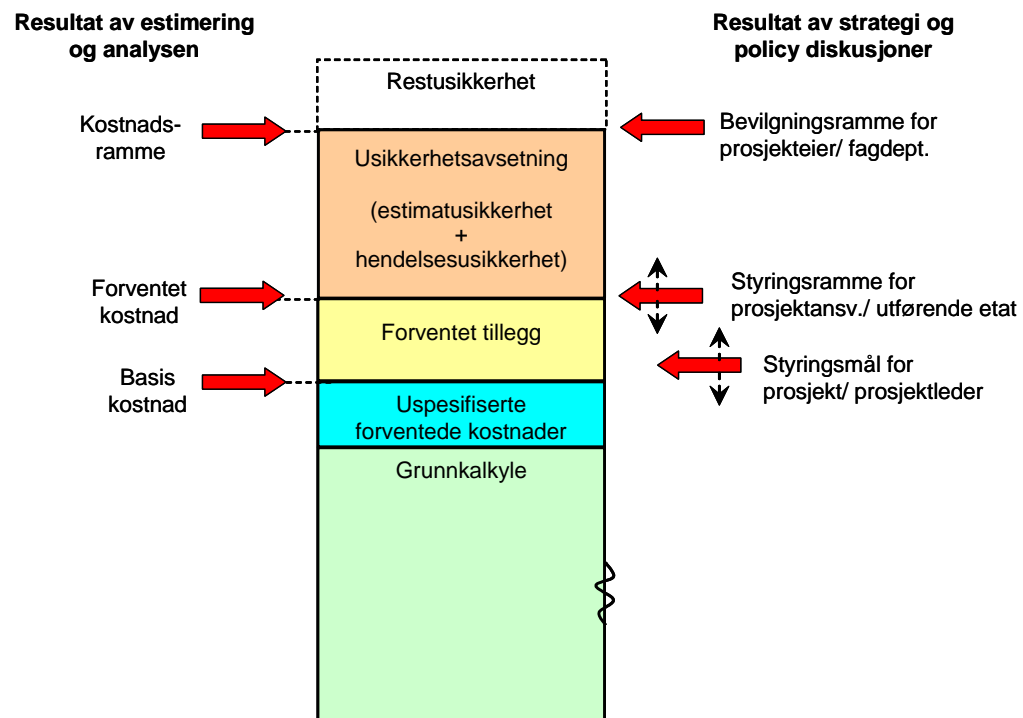 Resultat av estimering
og analysen
Resultat av strategi og
policy diskusjoner
Restusikkerhet
Kostnads-
ramme
Bevilgningsramme for
prosjekteier/ fagdept.
Usikkerhetsavsetning
(estimatusikkerhet
+
hendelsesusikkerhet)
Forventet
kostnad
Styringsramme for
prosjektansv./ utførende etat
Forventet tillegg
Basis
kostnad
Styringsmål for
prosjekt/ prosjektleder
Uspesifiserte
forventede kostnader
Grunnkalkyle